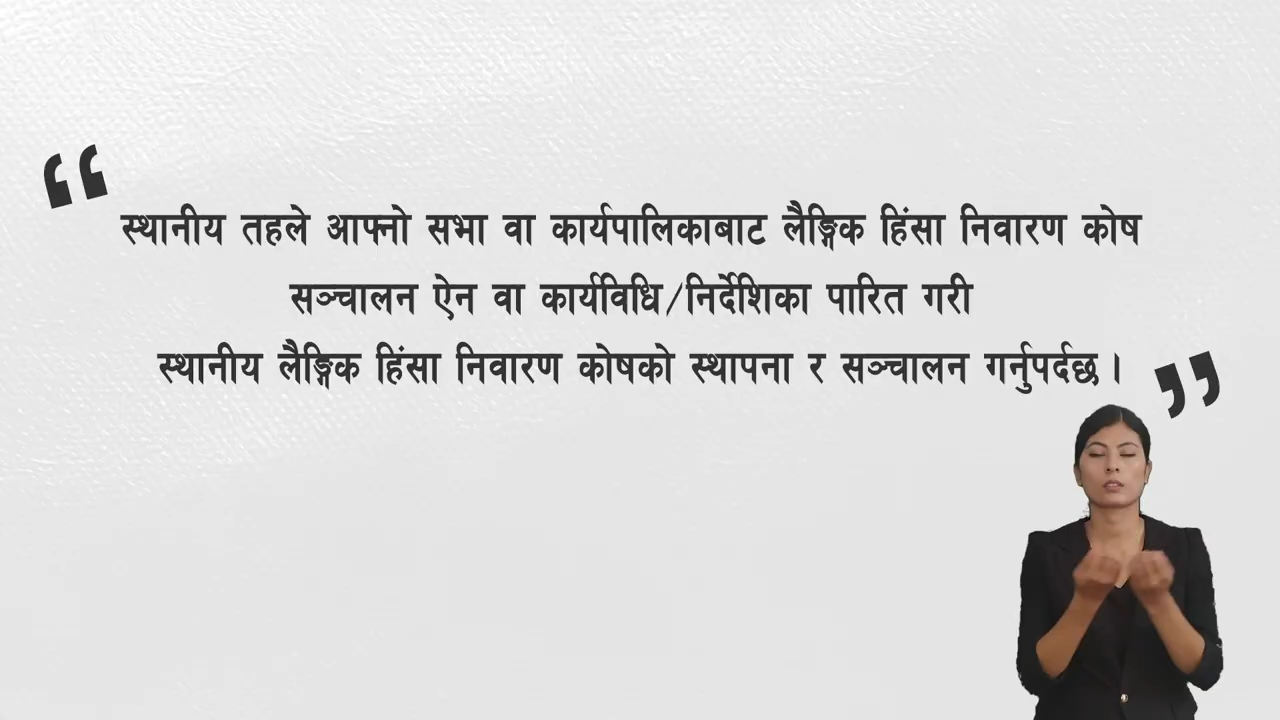 “ स्थानीय तहले आफ्नो सभा वा कार्यपालिकाबाट लैङ्गिक हिंसा निवारण कोष
सञ्चालन ऐन वा कार्यविधि/निर्देशिका पारित गरी
स्थानीय लैङ्गिक हिंसा निवारण कोषको स्थापना र सञ्चालन गर्नुपर्दछ। ”